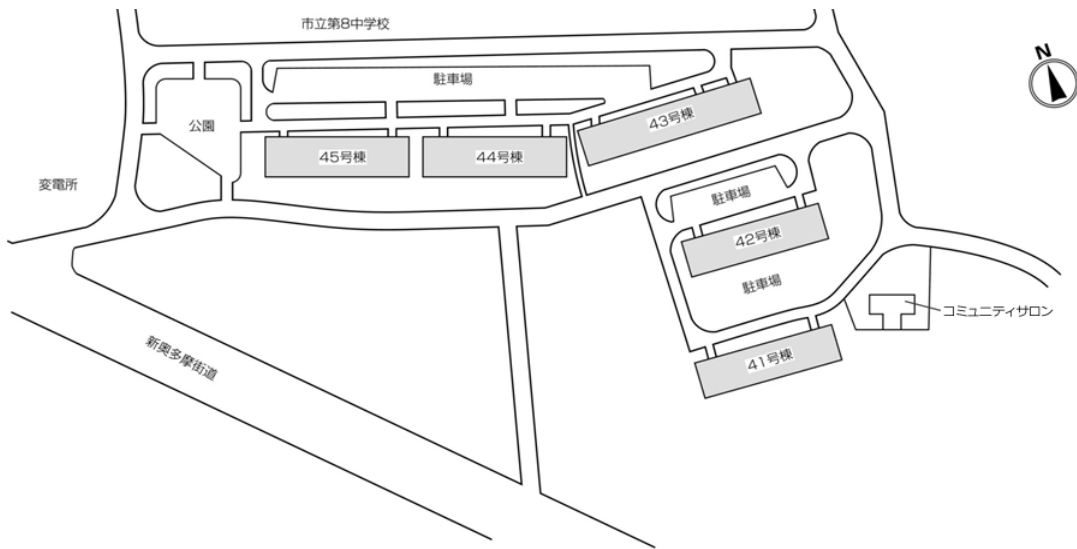 市立第8中学校
N
駐車場
公園
43号棟
45号棟
44号棟
変電所
駐車場
42号棟
駐車場
コミュニティサロン
新奥多摩街道
41号棟